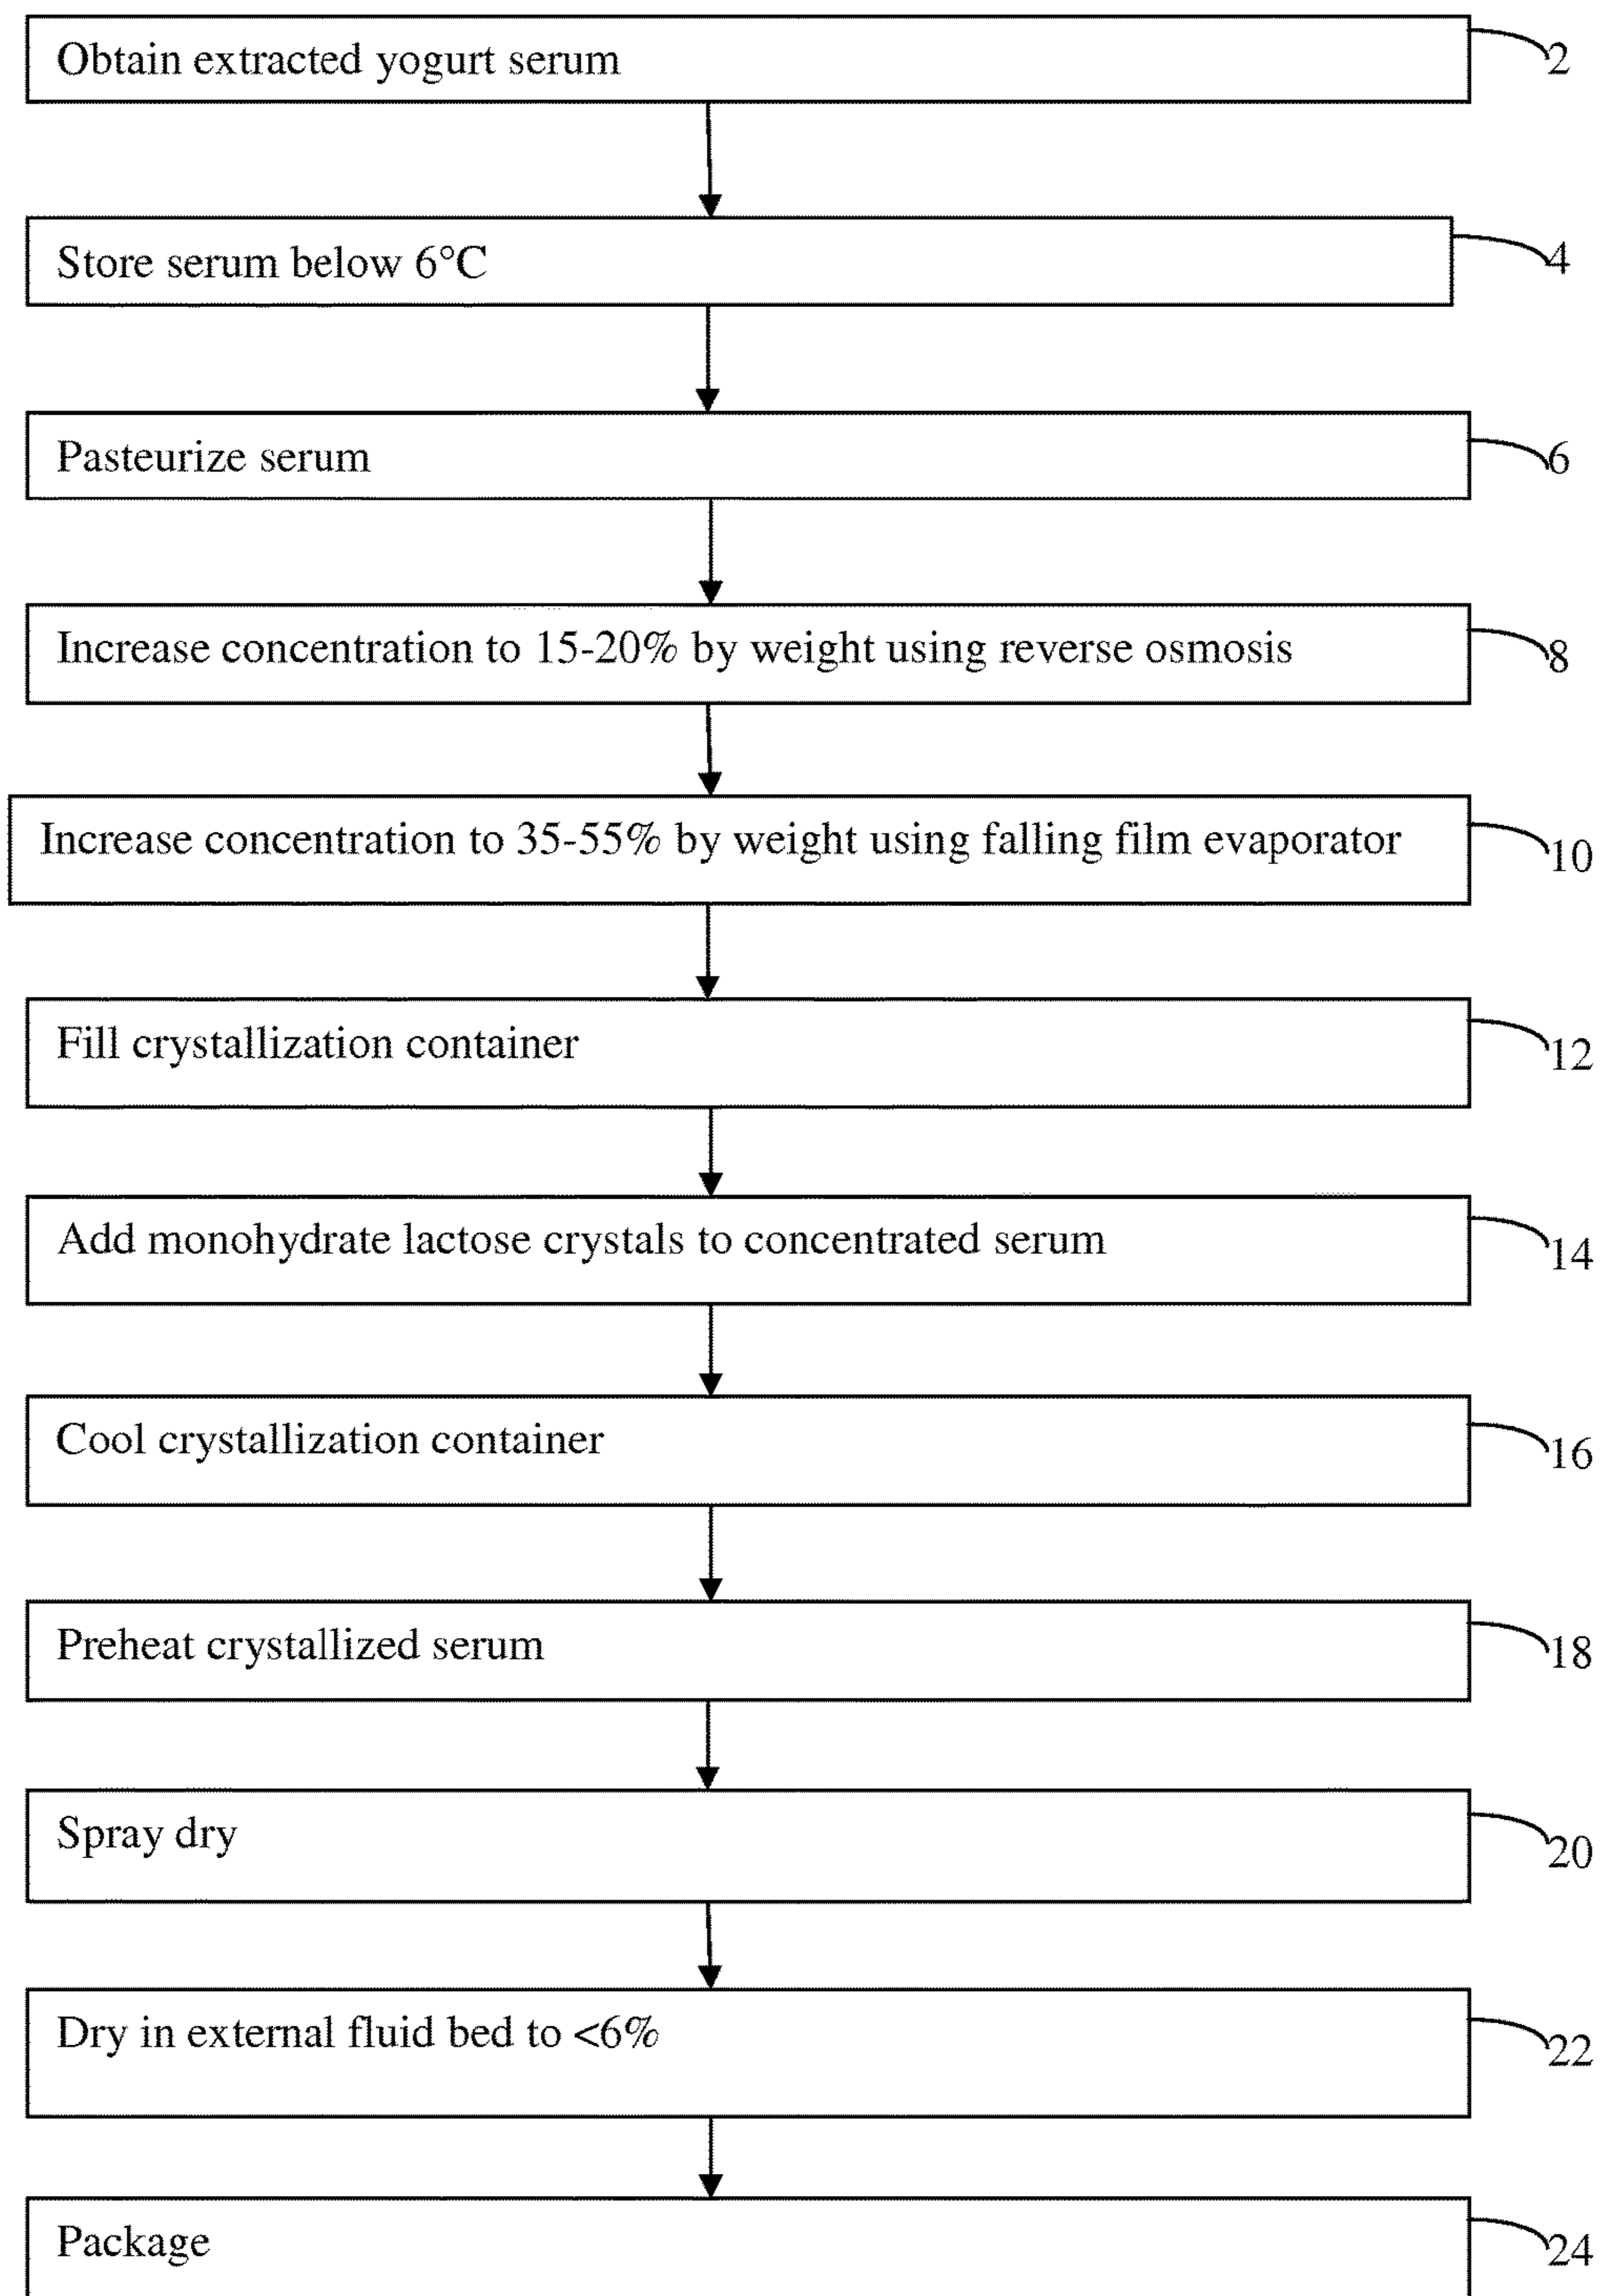 Obtain extracted yogurt serum 2
Store serum below 6°C 4
Pasteurize serum 6
Increase concentration to 15-20% by weight using reverse osmosis 8
Increase concentration to 35-55% by weight using falling film evaporator 10
Fill crystallization container 12
Add monohydrate lactose crystals to concentrated serum 14
Cool crystallization container 16
Preheat crystallized serum 18
Spray dry 20
Dry in external fluid bed to <6% 22
Package 24